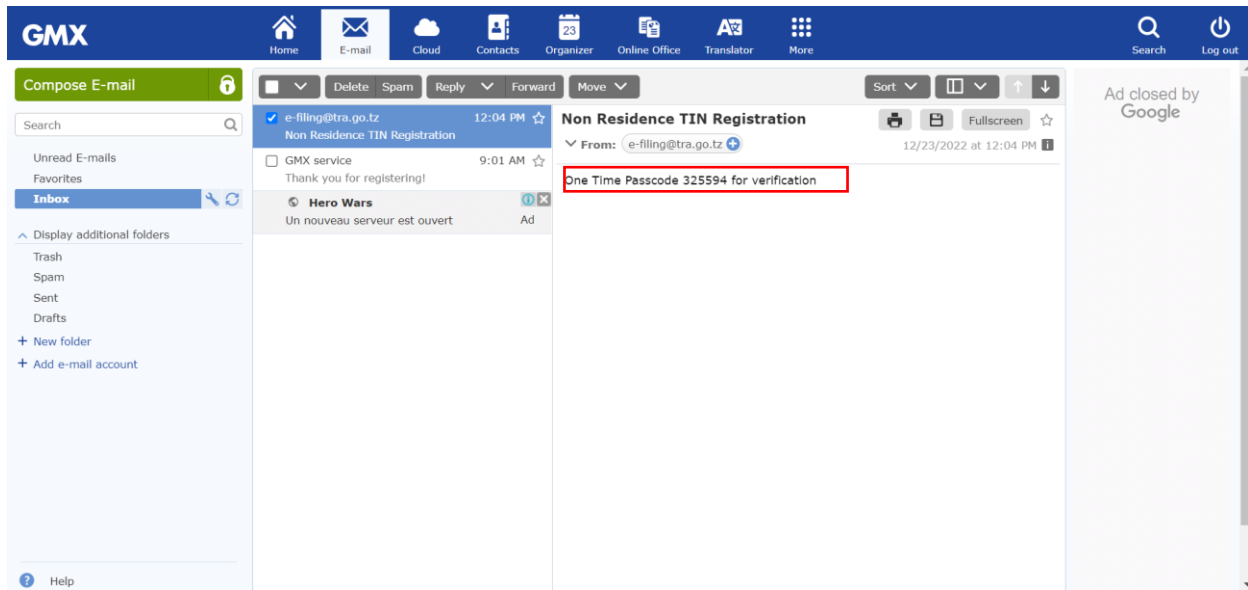 GMX
Home
E-mail
Cloud
Contacts
23
Organizer
Online Office
Translator
More
Search
Log out
Compose E-mail
Search
Unread E-mails
Favorites
Inbox
Display additional folders
Trash
Spam
Sent
Drafts
+ New folder
+ Add e-mail account
Help
Delete Spam Reply Forward Move
Sort
e-filing@tra.go.tz 12:04 PM
Non Residence TIN Registration
GMX service 9:01 AM
Thank you for registering!
Hero Wars
Un nouveau serveur est ouvert Ad
Non Residence TIN Registration
Fullscreen
From: e-filing@tra.go.tz
12/23/2022 at 12:04 PM
One Time Passcode 325594 for verification
Ad closed by
Google